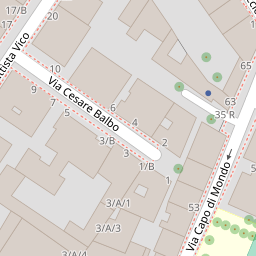 17/B
17
10
65
ttista Vico
9
7
Via Cesare Balbo
6
4
2
63
35 R
5
3/B
3
1/B
1
Via Capo di Mondo
53
3/A/1
3/A/3
3/A/4